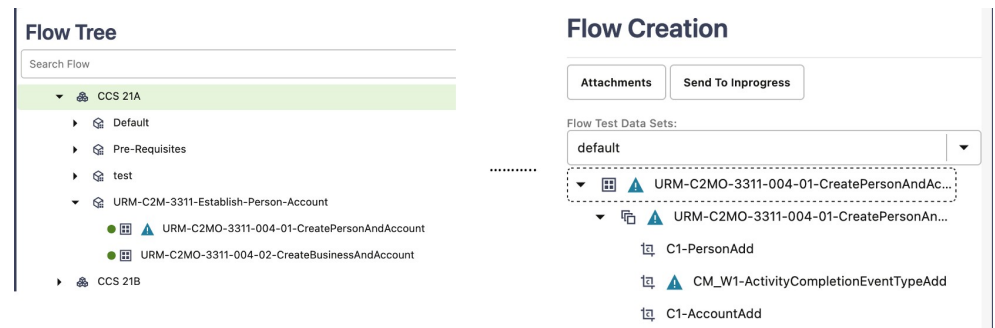 Flow Tree
Search Flow
CCS 21A
Default
Pre-Requisites
test
URM-C2M-3311-Establish-Person-Account
URM-C2MO-3311-004-01-CreatePersonAndAccount
URM-C2MO-3311-004-02-CreateBusinessAndAccount
CCS 21B
...........
Flow Creation
Attachments Send To Inprogress
Flow Test Data Sets:
default
URM-C2MO-3311-004-01-CreatePersonAndAc...
URM-C2MO-3311-004-01-CreatePersonAn...
C1-PersonAdd
CM_W1-ActivityCompletionEventTypeAdd
C1-AccountAdd